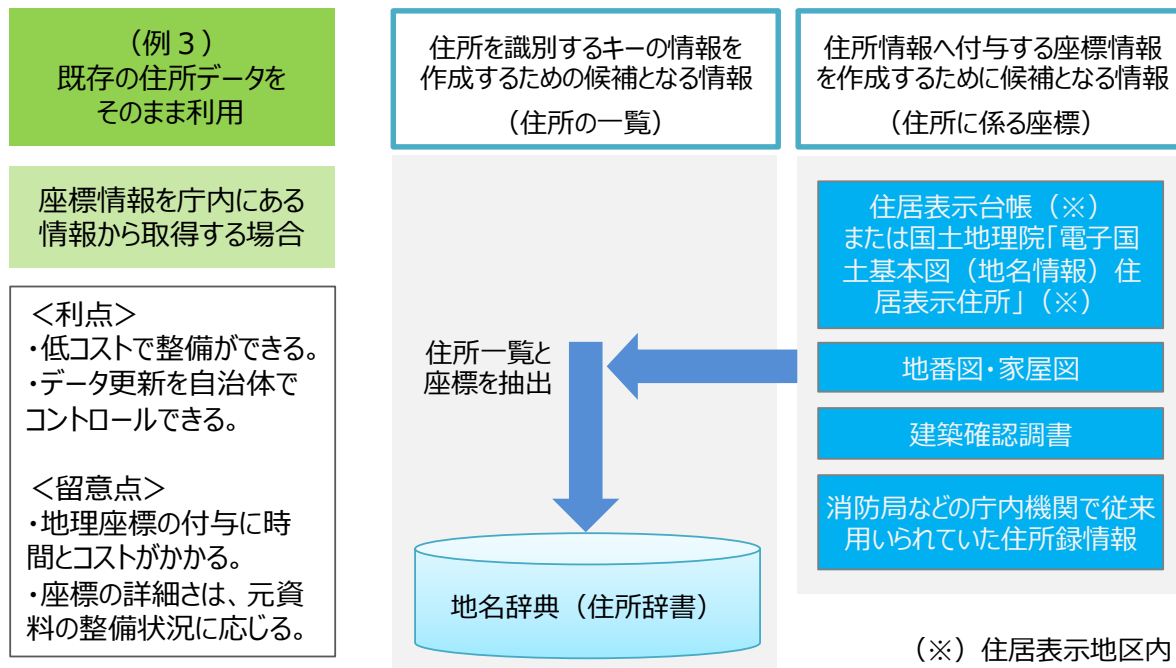 （例３）
既存の住所データを
そのまま利用
座標情報を庁内にある
情報から取得する場合
＜利点＞
・低コストで整備ができる。
・データ更新を自治体で
コントロールできる。
＜留意点＞
・地理座標の付与に時
間とコストがかかる。
・座標の詳細さは、元資
料の整備状況に応じる。
住所を識別するキーの情報を
作成するための候補となる情報
（住所の一覧）
住所一覧と
座標を抽出
地名辞典（住所辞書）
住所情報へ付与する座標情報
を作成するために候補となる情報
（住所に係る座標）
住居表示台帳（※）
または国土地理院「電子国
土基本図（地名情報）住
居表示住所」（※）
地番図・家屋図
建築確認調書
消防局などの庁内機関で従来
用いられていた住所録情報
（※）住居表示地区内